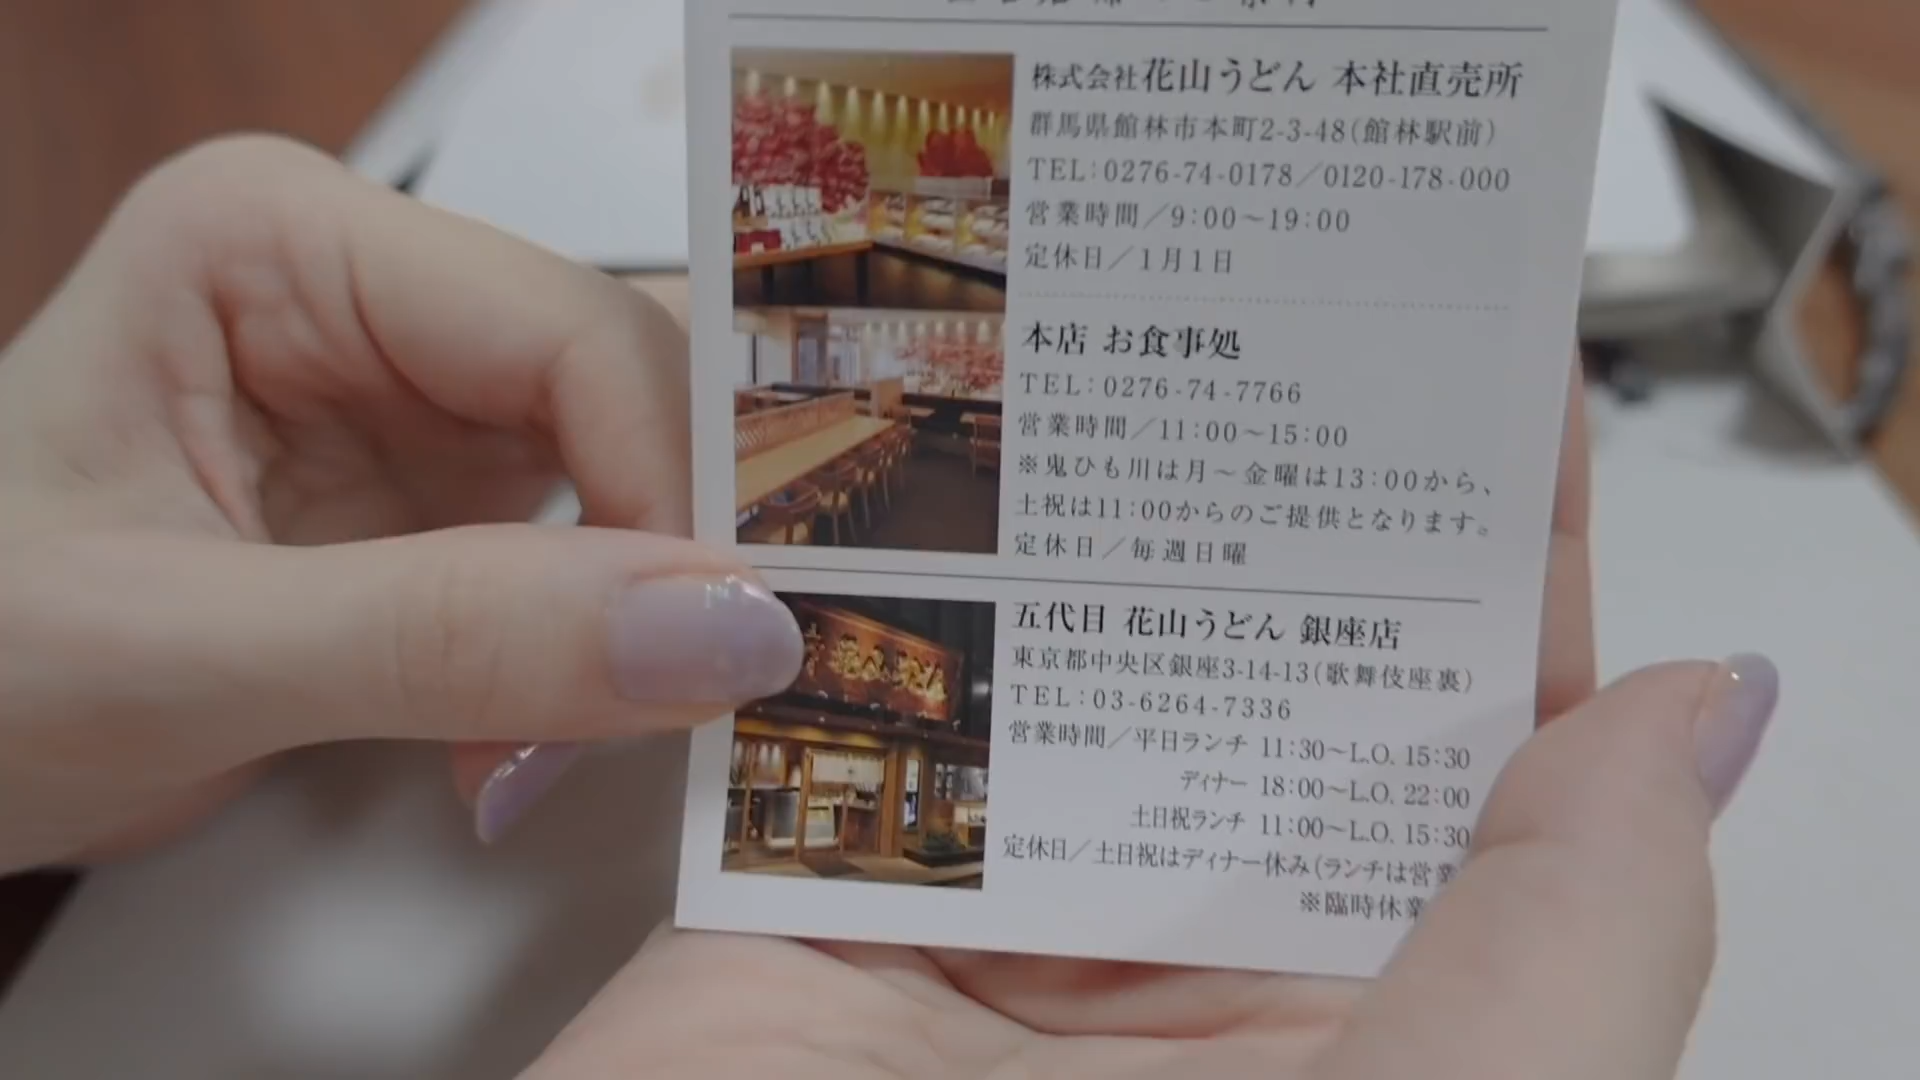 株式会社花山うどん 本社直売所
群馬県館林市本町2-3-48(館林駅前)
TEL:0276-74-0178/0120-178-000
営業時間/9:00~19:00
定休日/1月1日
本店 お食事処
TEL:0276-74-7766
営業時間/11:00~15:00
※鬼ひも川は月~金曜は13:00から、
土祝は11:00からのご提供となります。
定休日/毎週日曜
五代目 花山うどん 銀座店
東京都中央区銀座3-14-13(歌舞伎座裏)
TEL:03-6264-7336
営業時間/平日ランチ 11:30~L.O. 15:30
ディナー 18:00~L.O. 22:00
土日祝ランチ 11:00~L.O. 15:30
定休日/土日祝はディナー休み(ランチは営業
※臨時休業
花山うどん